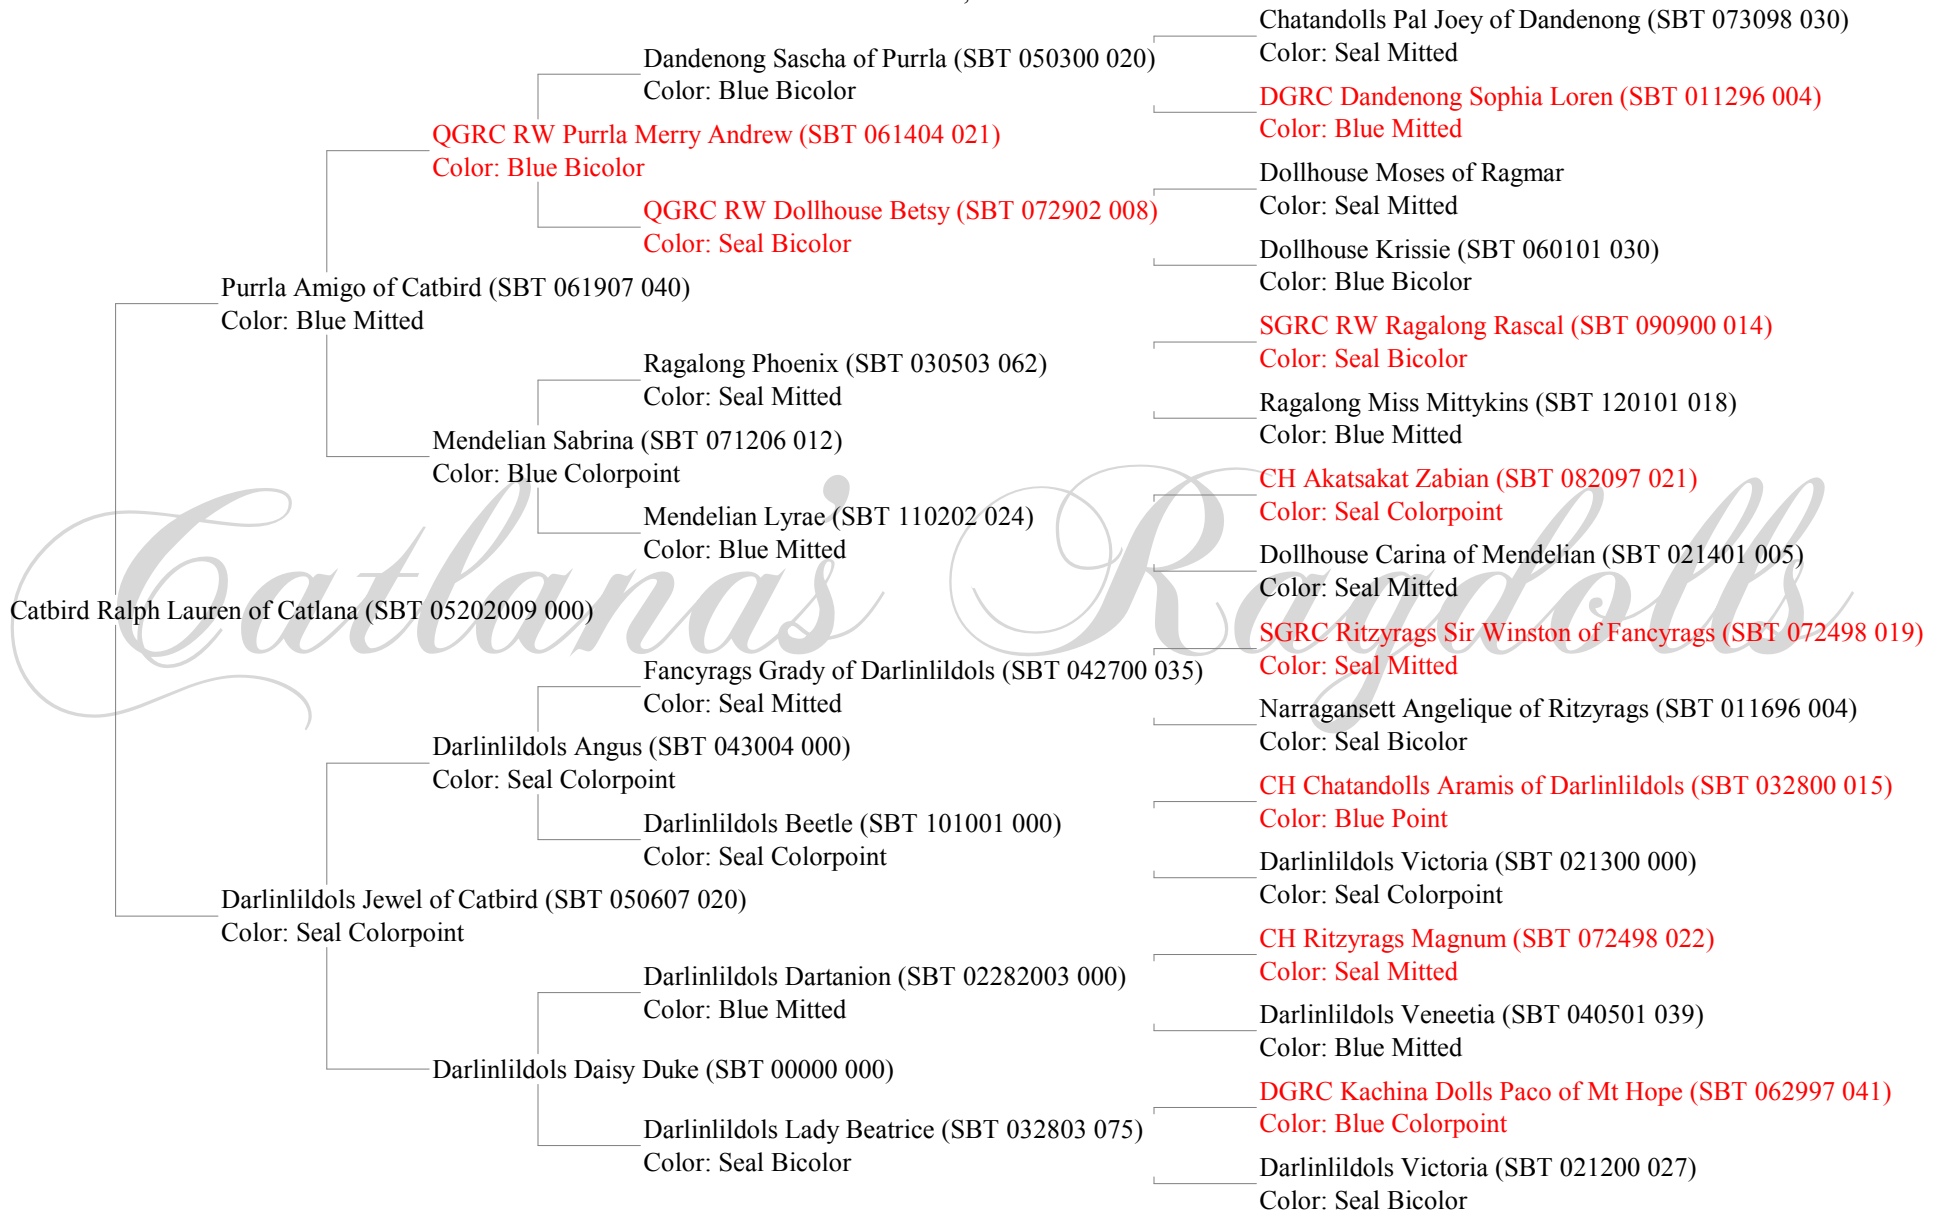 Chatandolls Pal Joey of Dandenong (SBT 073098 030)
Color: Seal Mitted
Dandenong Sascha of Purrla (SBT 050300 020)
Color: Blue Bicolor
DGRC Dandenong Sophia Loren (SBT 011296 004)
Color: Blue Mitted
QGRC RW Purrla Merry Andrew (SBT 061404 021)
Color: Blue Bicolor
Dollhouse Moses of Ragmar
Color: Seal Mitted
QGRC RW Dollhouse Betsy (SBT 072902 008)
Color: Seal Bicolor
Dollhouse Krissie (SBT 060101 030)
Color: Blue Bicolor
Purrla Amigo of Catbird (SBT 061907 040)
Color: Blue Mitted
SGRC RW Ragalong Rascal (SBT 090900 014)
Color: Seal Bicolor
Ragalong Phoenix (SBT 030503 062)
Color: Seal Mitted
Ragalong Miss Mittykins (SBT 120101 018)
Color: Blue Mitted
Mendelian Sabrina (SBT 071206 012)
Color: Blue Colorpoint
CH Akatsakat Zabian (SBT 082097 021)
Color: Seal Colorpoint
Mendelian Lyrae (SBT 110202 024)
Color: Blue Mitted
Dollhouse Carina of Mendelian (SBT 021401 005)
Color: Seal Mitted
Catlana's Ragdolls
Catbird Ralph Lauren of Catlana (SBT 05202009 000)
SGRC Ritzyrags Sir Winston of Fancyrags (SBT 072498 019)
Color: Seal Mitted
Fancyrags Grady of Darlinlildols (SBT 042700 035)
Color: Seal Mitted
Narragansett Angelique of Ritzyrags (SBT 011696 004)
Color: Seal Bicolor
Darlinlildols Angus (SBT 043004 000)
Color: Seal Colorpoint
CH Chatandolls Aramis of Darlinlildols (SBT 032800 015)
Color: Blue Point
Darlinlildols Beetle (SBT 101001 000)
Color: Seal Colorpoint
Darlinlildols Victoria (SBT 021300 000)
Color: Seal Colorpoint
Darlinlildols Jewel of Catbird (SBT 050607 020)
Color: Seal Colorpoint
CH Ritzyrags Magnum (SBT 072498 022)
Color: Seal Mitted
Darlinlildols Dartanion (SBT 02282003 000)
Color: Blue Mitted
Darlinlildols Veneetia (SBT 040501 039)
Color: Blue Mitted
Darlinlildols Daisy Duke (SBT 00000 000)
DGRC Kachina Dolls Paco of Mt Hope (SBT 062997 041)
Color: Blue Colorpoint
Darlinlildols Lady Beatrice (SBT 032803 075)
Color: Seal Bicolor
Darlinlildols Victoria (SBT 021200 027)
Color: Seal Bicolor